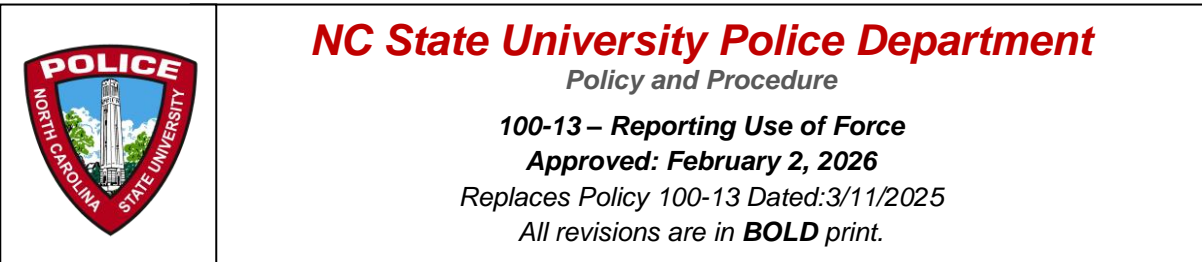 POLICE
NORTH CAROLINA
STATE UNIVERSITY
NC State University Police Department
Policy and Procedure
100-13 – Reporting Use of Force
Approved: February 2, 2026
Replaces Policy 100-13 Dated:3/11/2025
All revisions are in BOLD print.